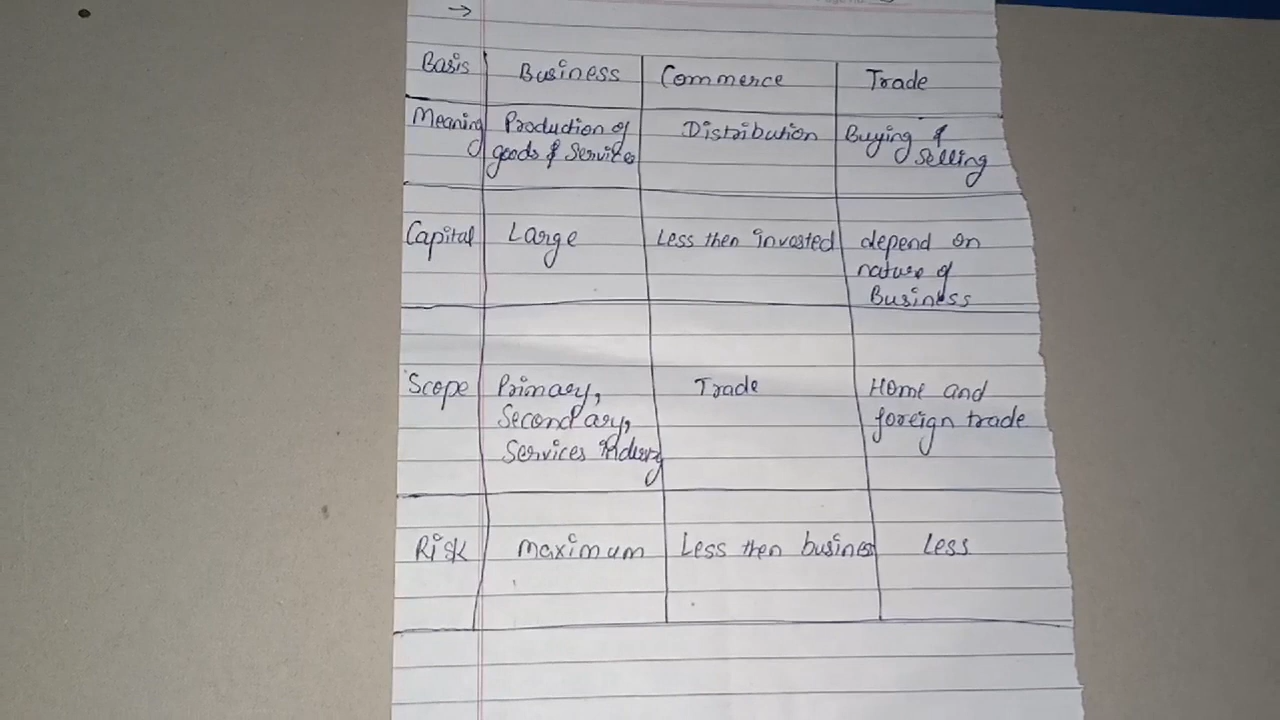 →
Basis Business Commerce Trade
Meaning Production of goods & Services Distribution Buying & Selling
Capital Large Less then invested depend on nature of Business
Scope Primary, Secondary, Services industry Trade Home and foreign trade
Risk maximum Less then business Less